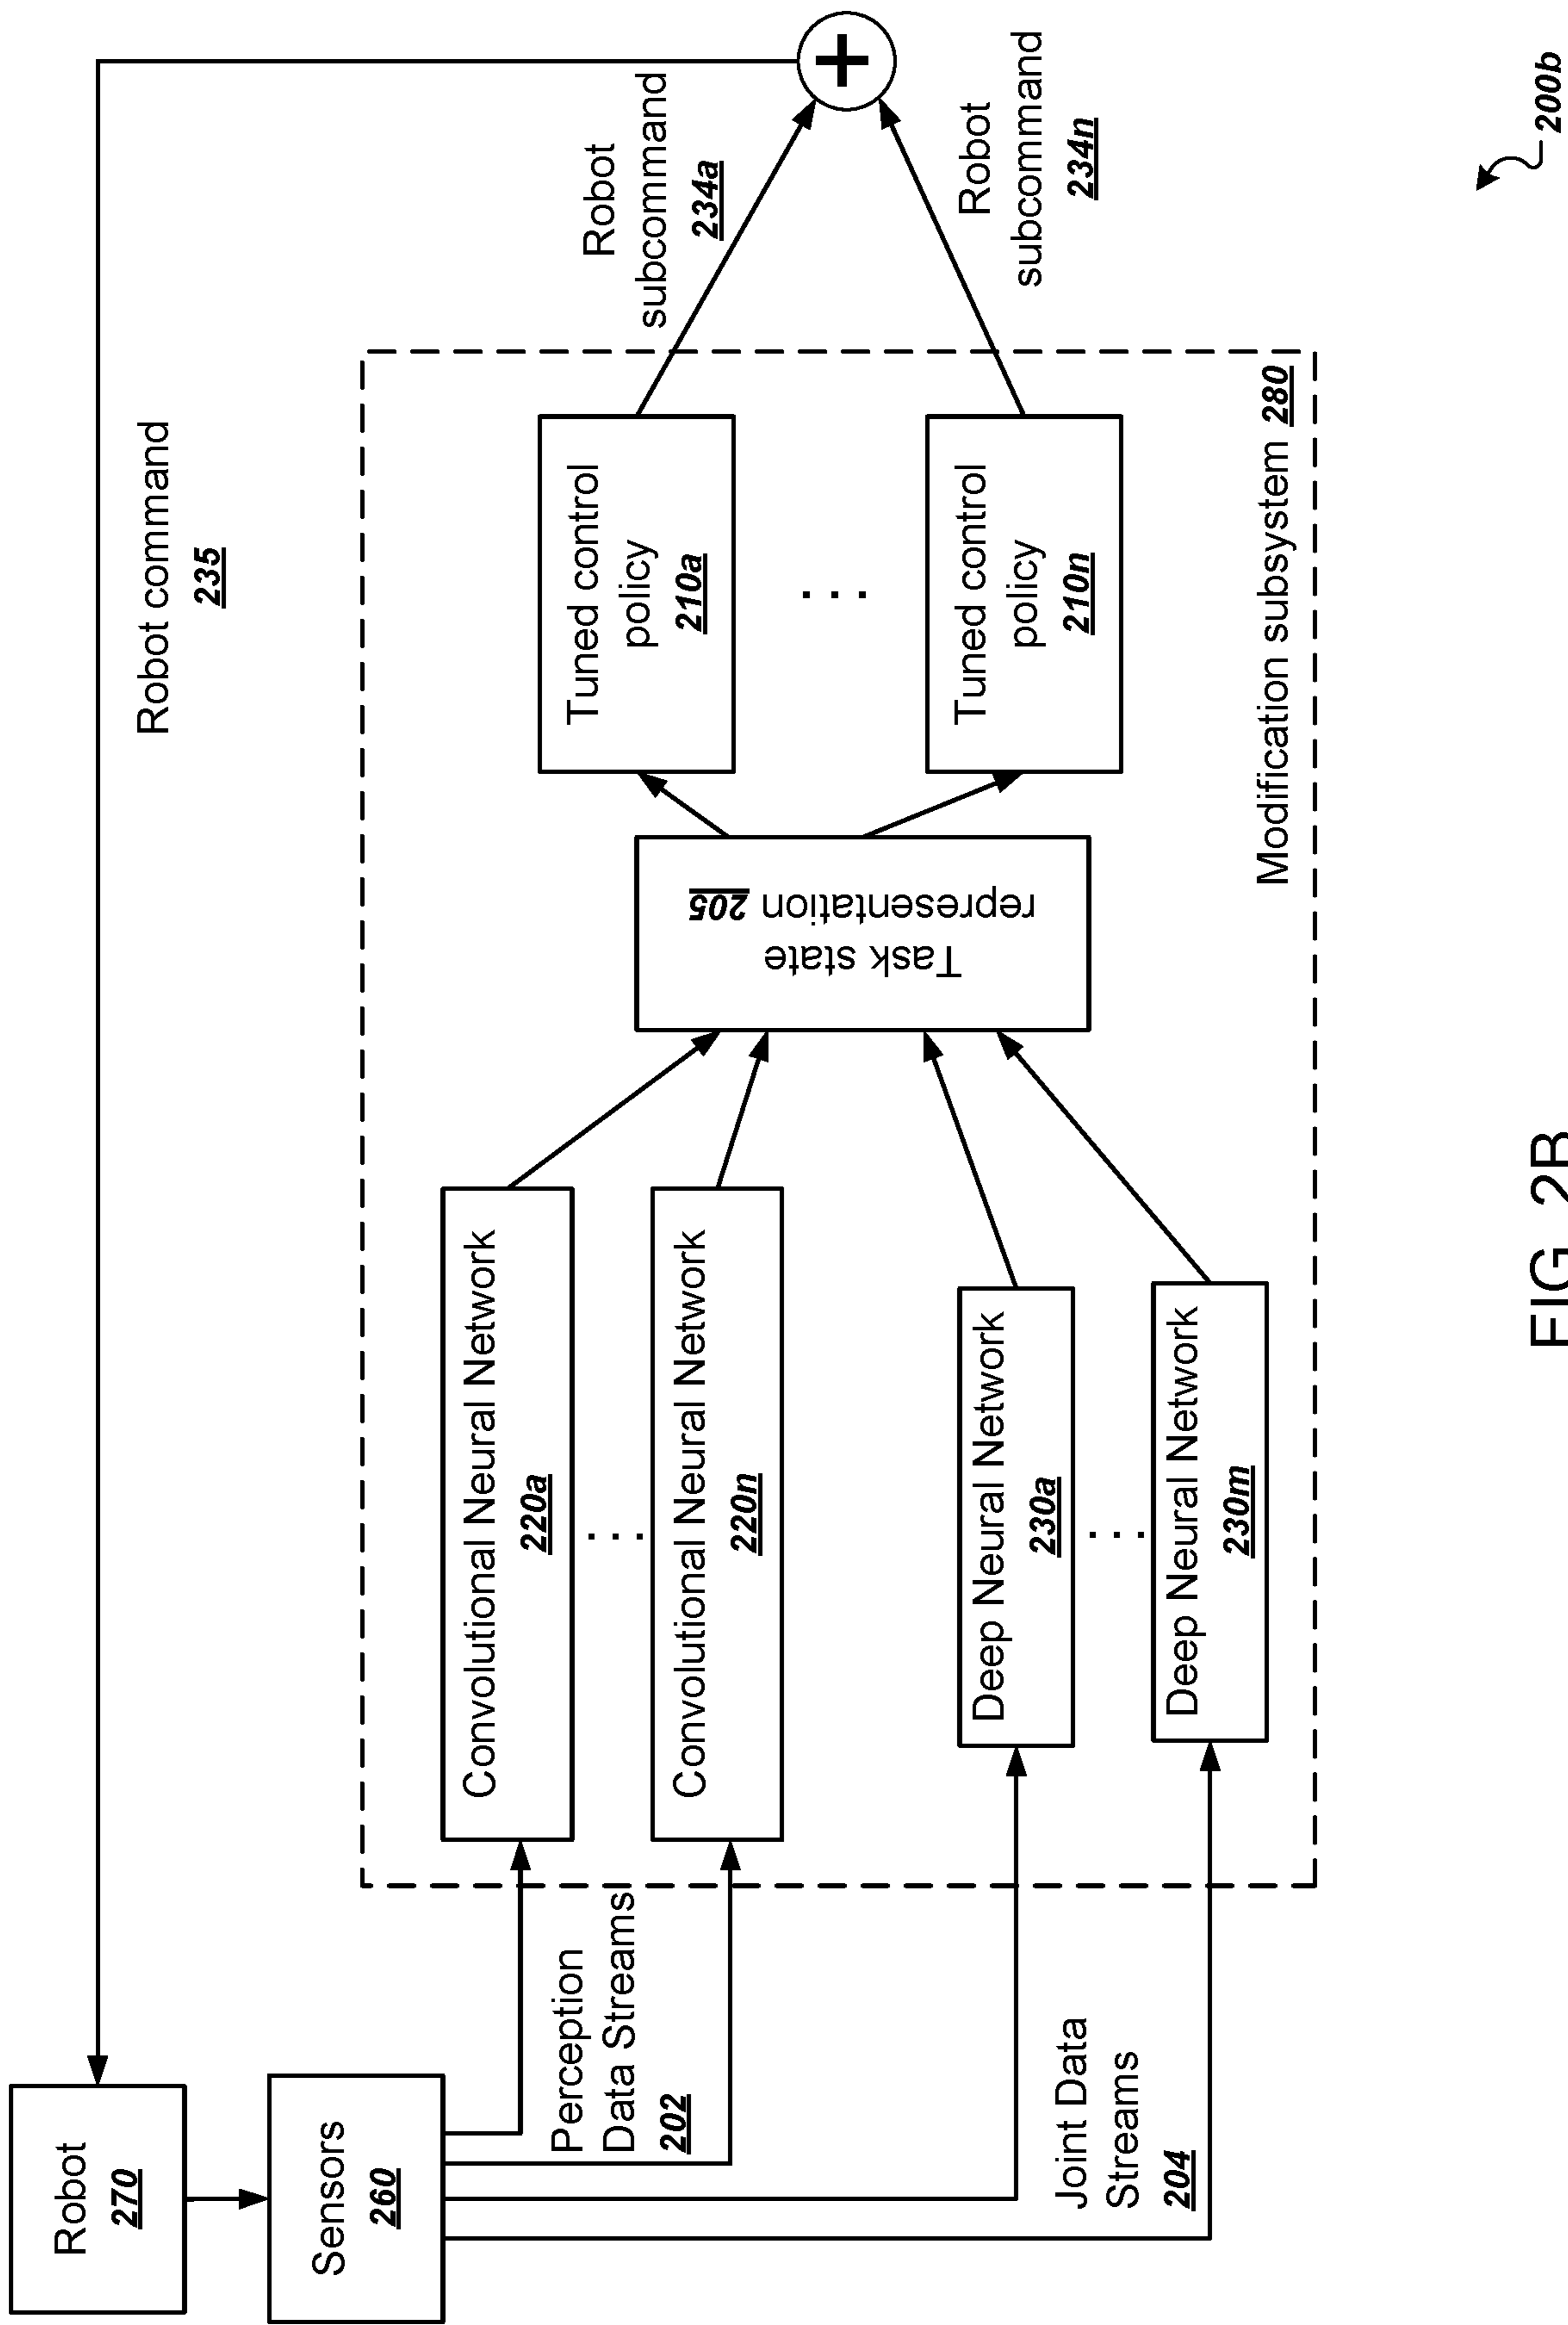 Robot
270
Sensors
260
Robot command
235
Perception
Data Streams
202
Joint Data
Streams
204
Convolutional Neural Network
220a
...
Convolutional Neural Network
220n
Deep Neural Network
230a
...
Deep Neural Network
230m
Task state
representation 205
Tuned control
policy
210a
...
Tuned control
policy
210n
Modification subsystem 280
Robot
subcommand
234a
Robot
subcommand
234n
+
200b
FIG. 2B